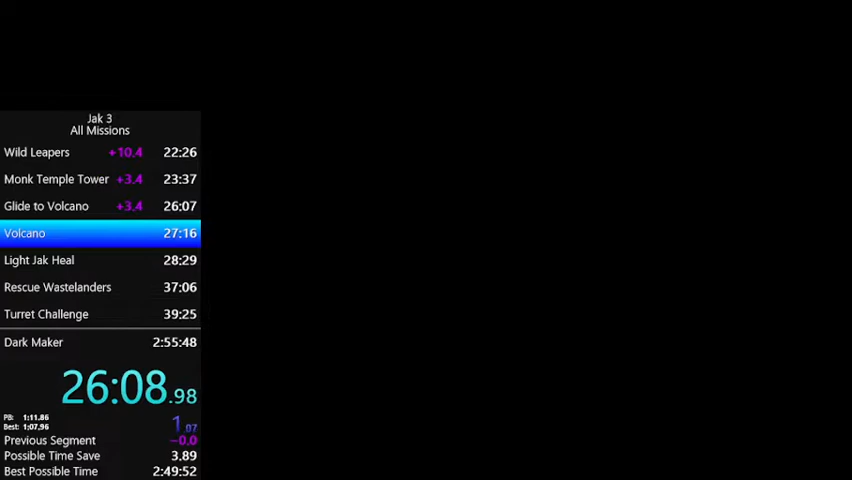 Jak 3
All Missions
Wild Leapers +10.4 22:26
Monk Temple Tower +3.4 23:37
Glide to Volcano +3.4 26:07
Volcano 27:16
Light Jak Heal 28:29
Rescue Wastelanders 37:06
Turret Challenge 39:25
Dark Maker 2:55:48
26:08.98
PB: 1:11.86
Best: 1:07.96
1.07
Previous Segment −0.0
Possible Time Save 3.89
Best Possible Time 2:49:52